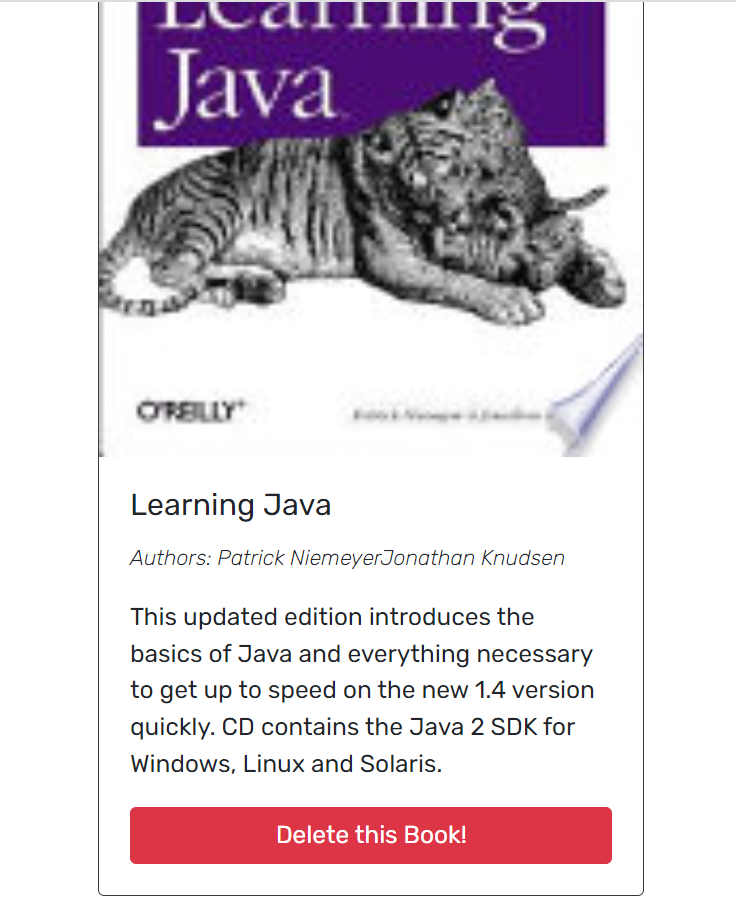 Learning
Java
O'REILLY
Learning Java
Authors: Patrick NiemeyerJonathan Knudsen
This updated edition introduces the
basics of Java and everything necessary
to get up to speed on the new 1.4 version
quickly. CD contains the Java 2 SDK for
Windows, Linux and Solaris.
Delete this Book!